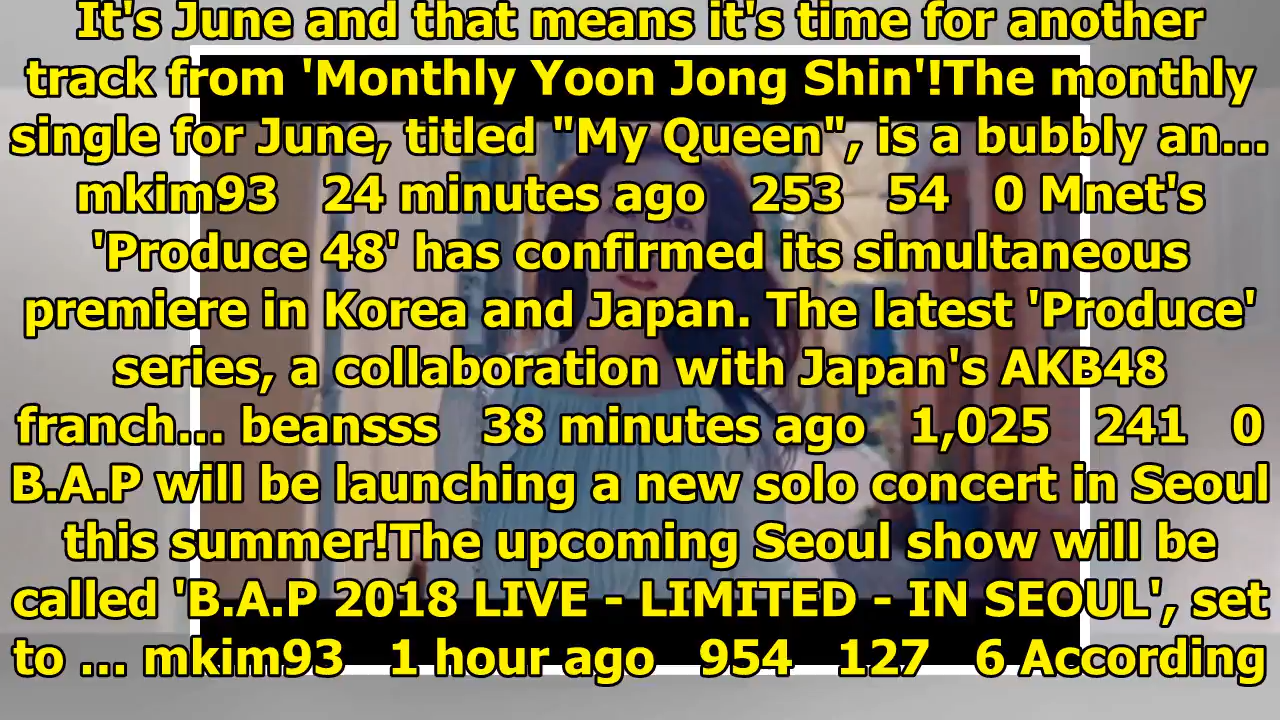 It's June and that means it's time for another
track from 'Monthly Yoon Jong Shin'!The monthly
single for June, titled "My Queen", is a bubbly an...
mkim93 24 minutes ago 253 54 0 Mnet's
'Produce 48' has confirmed its simultaneous
premiere in Korea and Japan. The latest 'Produce'
series, a collaboration with Japan's AKB48
franch... beansss 38 minutes ago 1,025 241 0
B.A.P will be launching a new solo concert in Seoul
this summer!The upcoming Seoul show will be
called 'B.A.P 2018 LIVE - LIMITED - IN SEOUL', set
to ... mkim93 1 hour ago 954 127 6 According